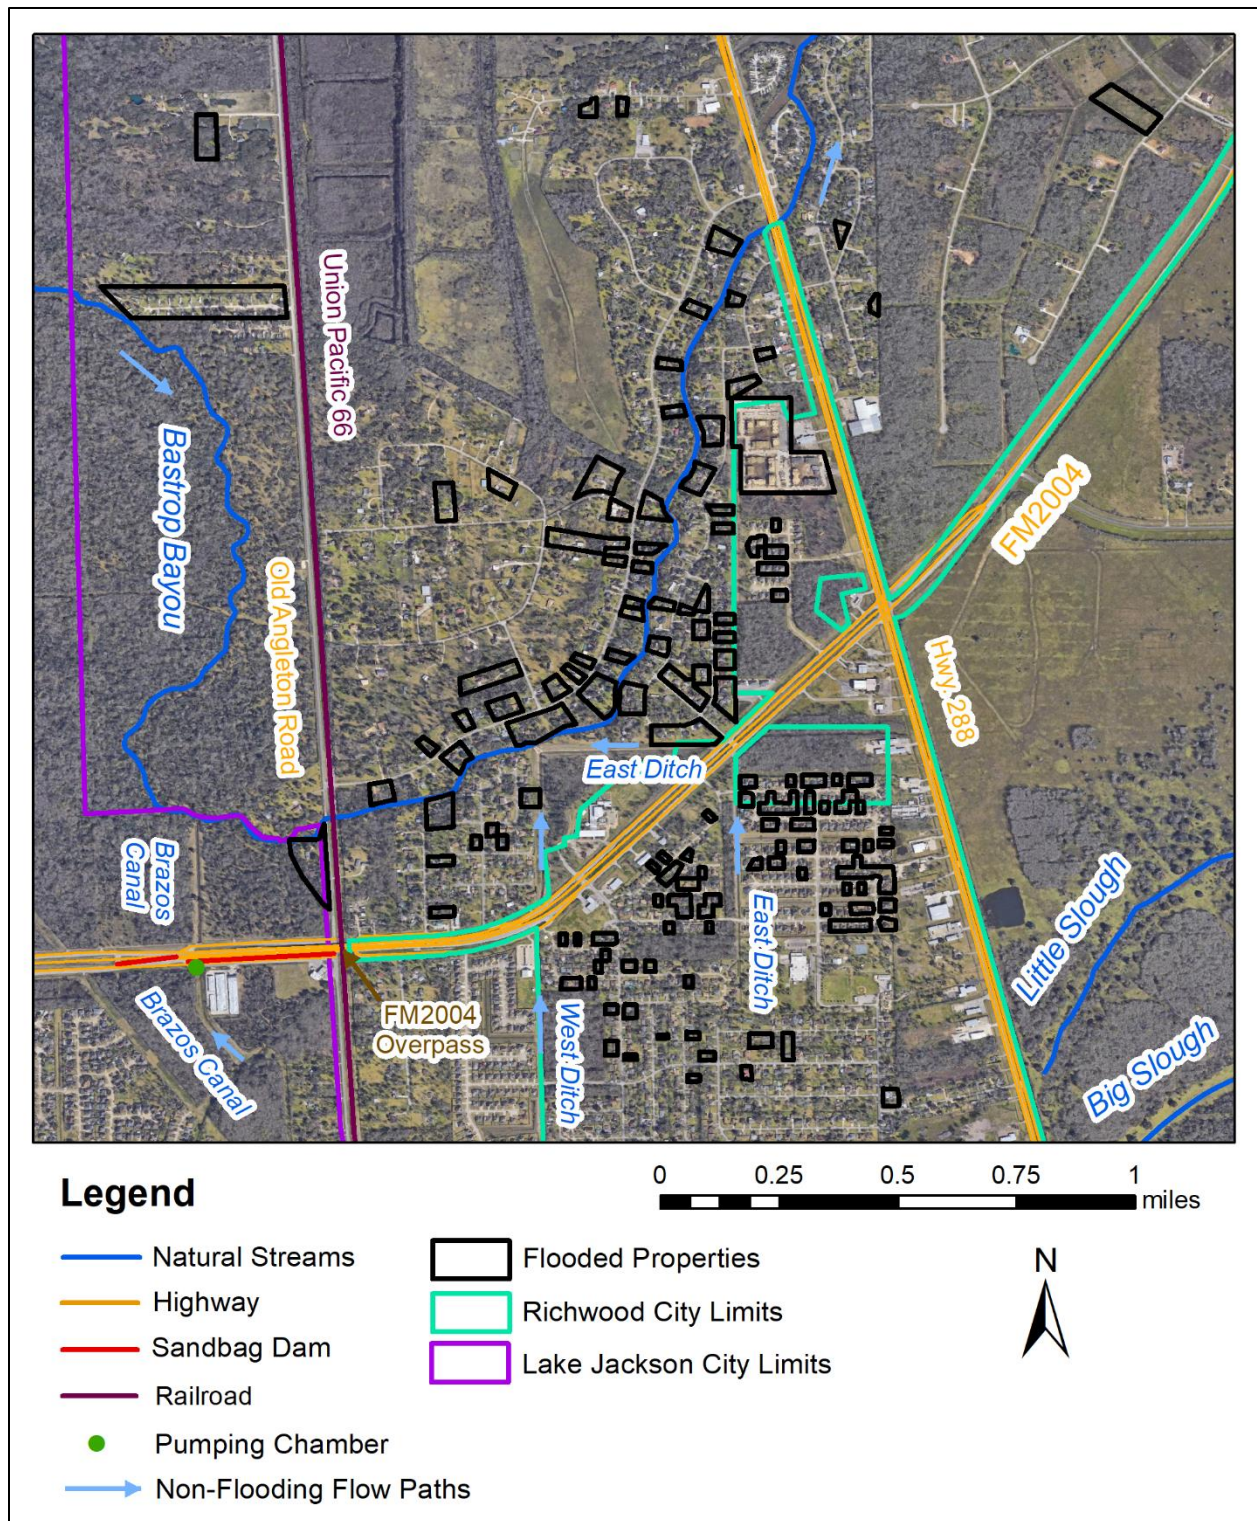 Union Pacific 66
Bastrop Bayou
Old Angleton Road
FM2004
Hwy. 288
East Ditch
Brazos
Canal
East Ditch
Little Slough
Big Slough
FM2004
Overpass
West Ditch
Brazos Canal
Legend
0 0.25 0.5 0.75 1
miles
Natural Streams
Highway
Sandbag Dam
Railroad
Pumping Chamber
Non-Flooding Flow Paths
Flooded Properties
Richwood City Limits
Lake Jackson City Limits
N